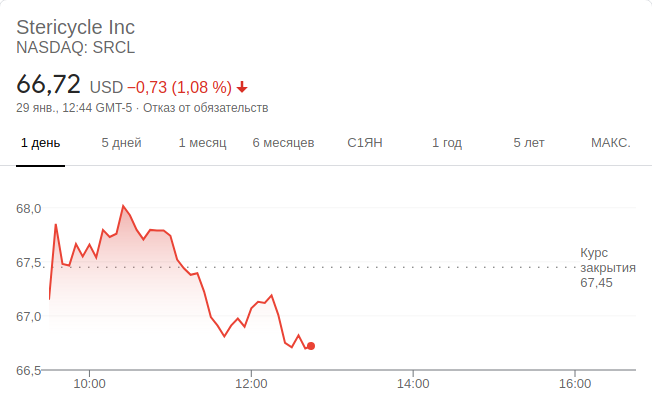 Stericycle Inc
NASDAQ: SRCL
66,72 USD −0,73 (1,08 %)
29 янв., 12:44 GMT-5 · Отказ от обязательств
1 день 5 дней 1 месяц 6 месяцев С1ЯН 1 год 5 лет МАКС.
68,0
Курс
67,5 закрытия
67,45
67,0
66,5
10:00 12:00 14:00 16:00